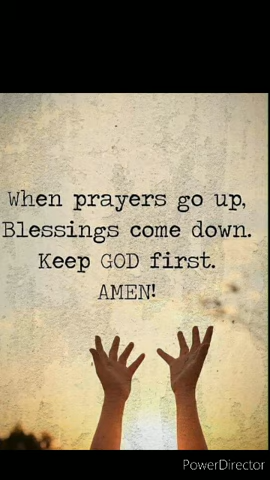 When prayers go up,
Blessings come down.
Keep GOD first.
AMEN!
PowerDirector